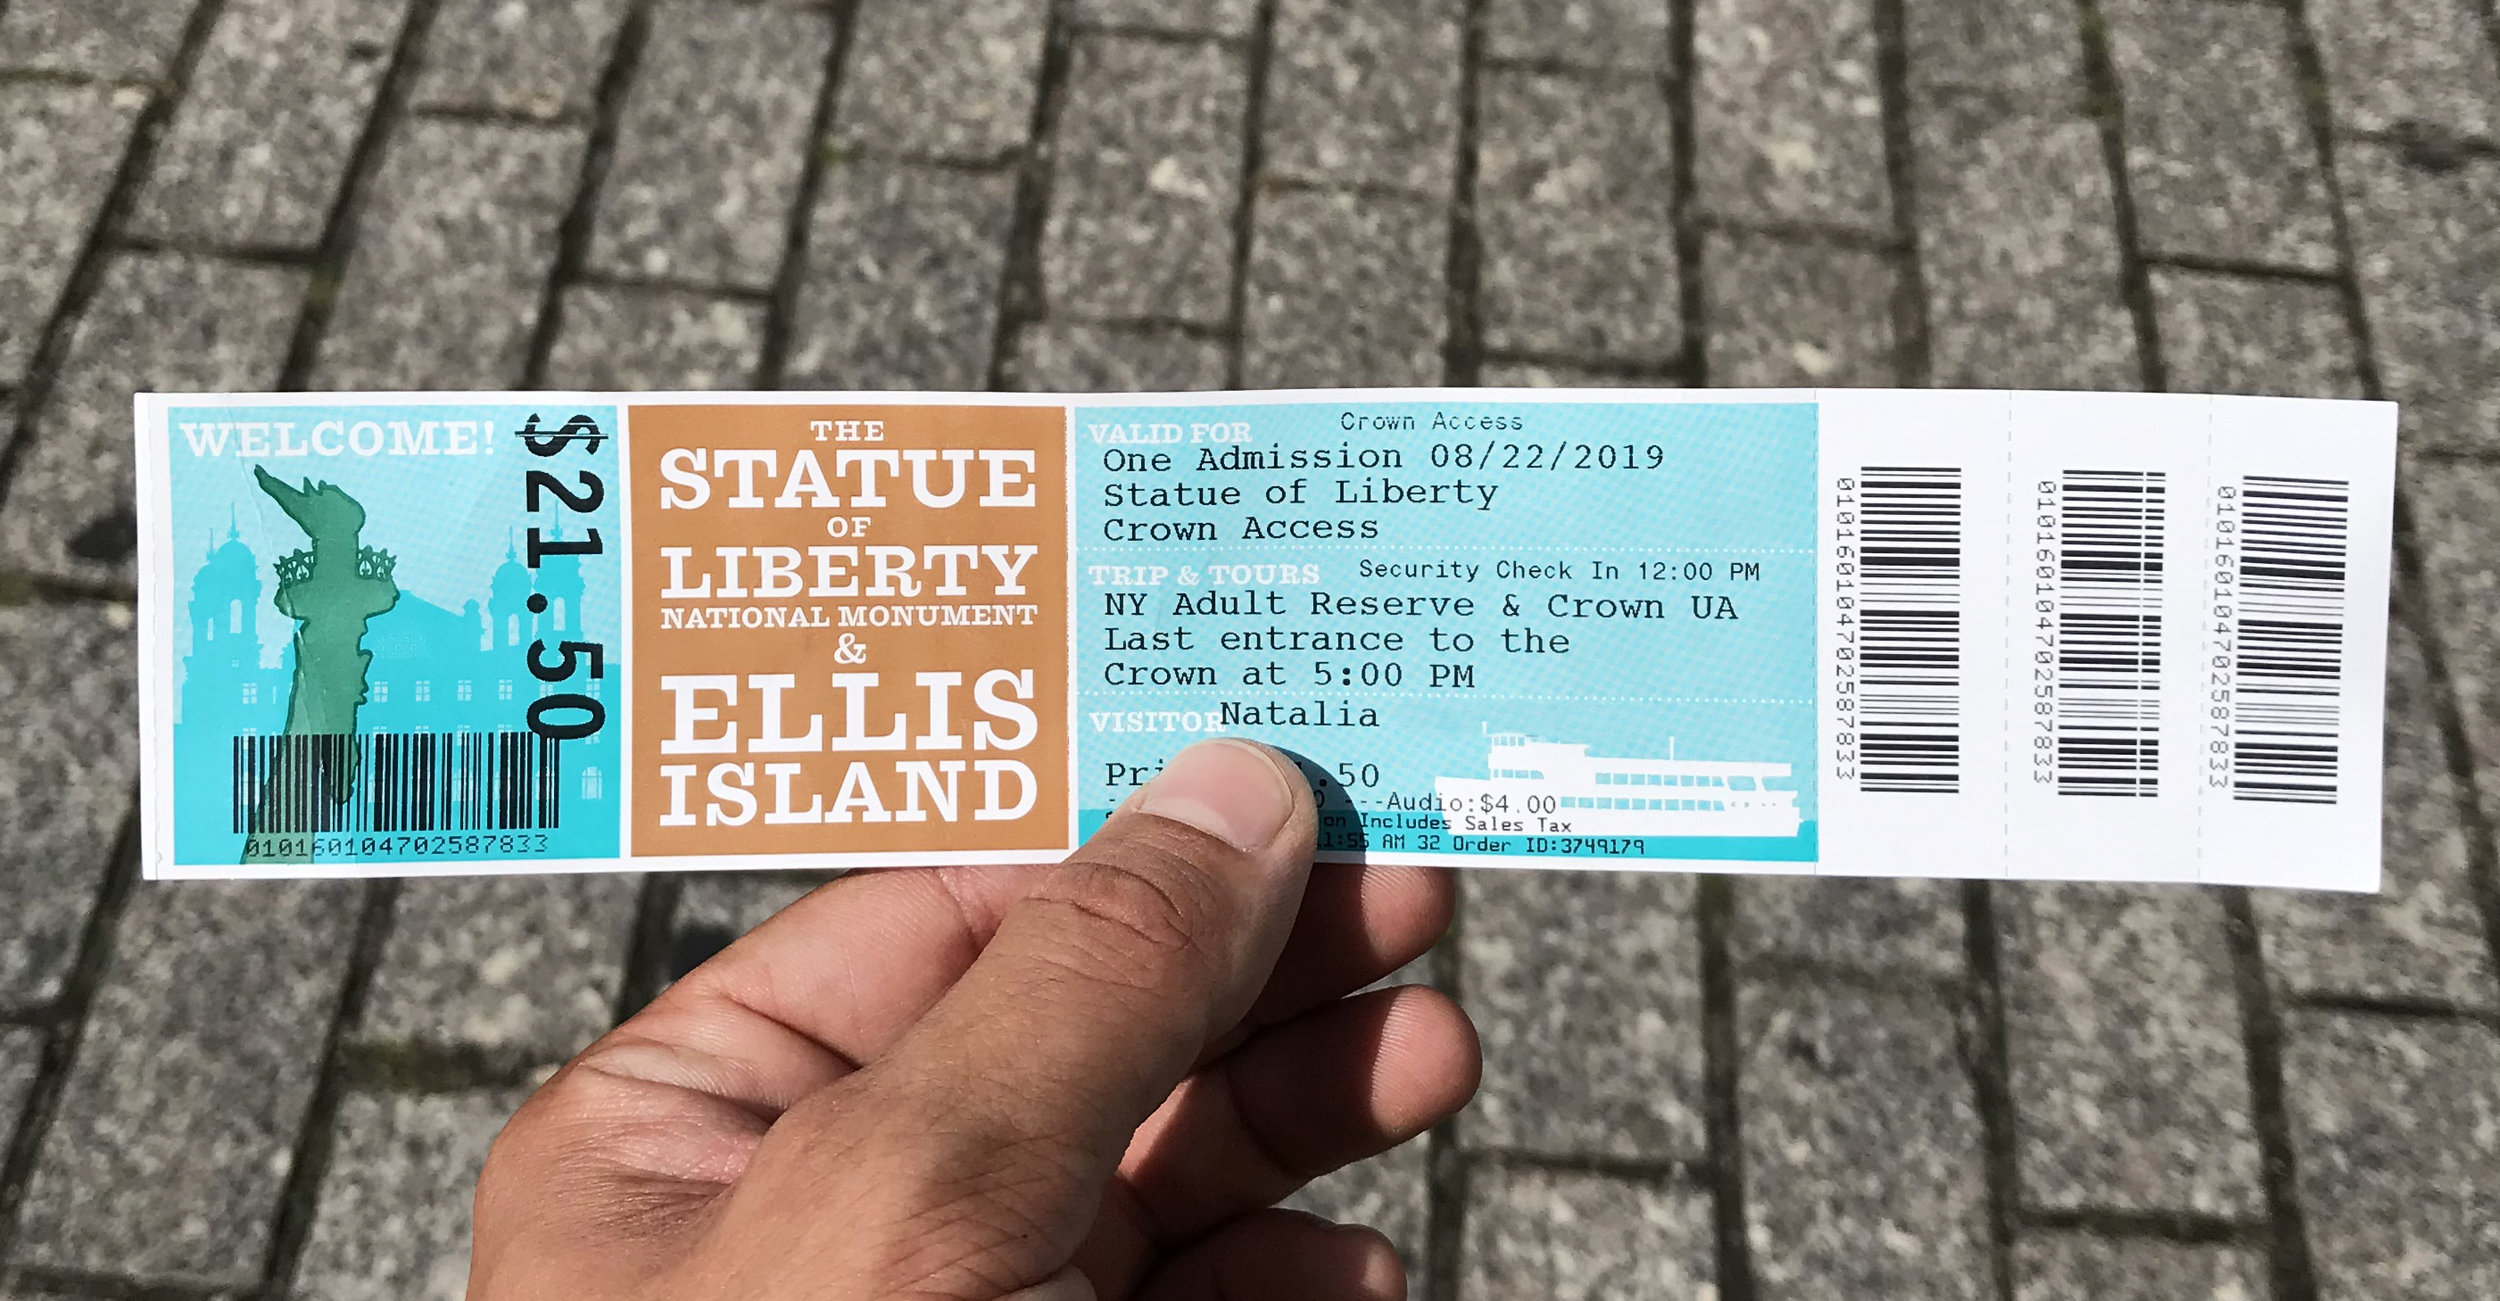 WELCOME!
$21.50
010160104702587833
THE
STATUE
OF
LIBERTY
NATIONAL MONUMENT
&
ELLIS
ISLAND
Crown Access
VALID FOR
One Admission 08/22/2019
Statue of Liberty
Crown Access
TRIP & TOURS Security Check In 12:00 PM
NY Adult Reserve & Crown UA
Last entrance to the
Crown at 5:00 PM
VISITOR Natalia
.50
---Audio:$4.00
Includes Sales Tax
AM 32 Order ID:3749179
010160104702587833
010160104702587833
010160104702587833